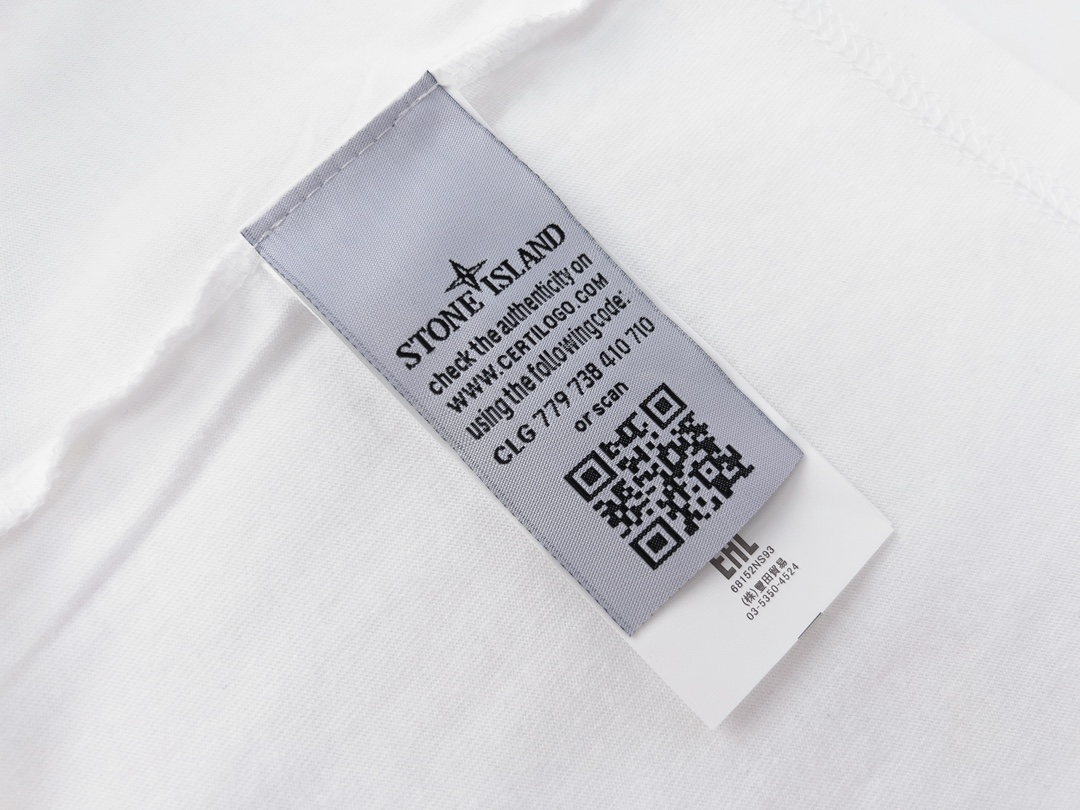 STONE ISLAND
check the authenticity on
WWW.CERTILOGO.COM
using the following code:
CLG 779 738 410 710
or scan
EAC
68152NS93
(株)豊田貿易
03-5350-4524